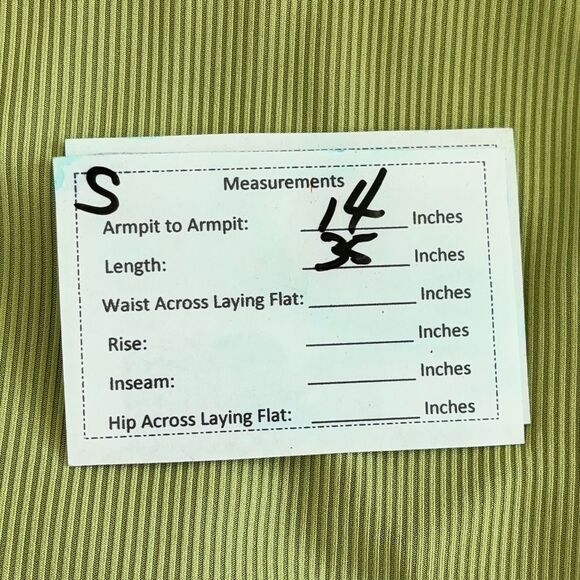 S
Measurements
Armpit to Armpit: 14 Inches
Length: Inches
Waist Across Laying Flat: Inches
Rise: Inches
Inseam: Inches
Hip Across Laying Flat: Inches